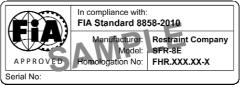 FIA
APPROVED
In compliance with:
FIA Standard 8858-2010
Manufacturer: Restraint Company
Model: SFR-8E
Homologation No: FHR.XXX.XX-X
Serial No:
SAMPLE